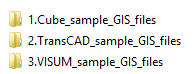 1.Cube_sample_GIS_files
2.TransCAD_sample_GIS_files
3.VISUM_sample_GIS_files